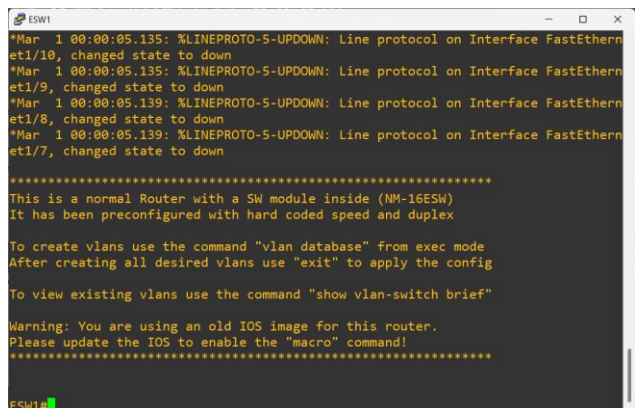 ESW1
*Mar  1 00:00:05.135: %LINEPROTO-5-UPDOWN: Line protocol on Interface FastEthern
et1/10, changed state to down
*Mar  1 00:00:05.135: %LINEPROTO-5-UPDOWN: Line protocol on Interface FastEthern
et1/9, changed state to down
*Mar  1 00:00:05.139: %LINEPROTO-5-UPDOWN: Line protocol on Interface FastEthern
et1/8, changed state to down
*Mar  1 00:00:05.139: %LINEPROTO-5-UPDOWN: Line protocol on Interface FastEthern
et1/7, changed state to down
***************************************************************
This is a normal Router with a SW module inside (NM-16ESW)
It has been preconfigured with hard coded speed and duplex
To create vlans use the command "vlan database" from exec mode
After creating all desired vlans use "exit" to apply the config
To view existing vlans use the command "show vlan-switch brief"
Warning: You are using an old IOS image for this router.
Please update the IOS to enable the "macro" command!
***************************************************************
ESW1#